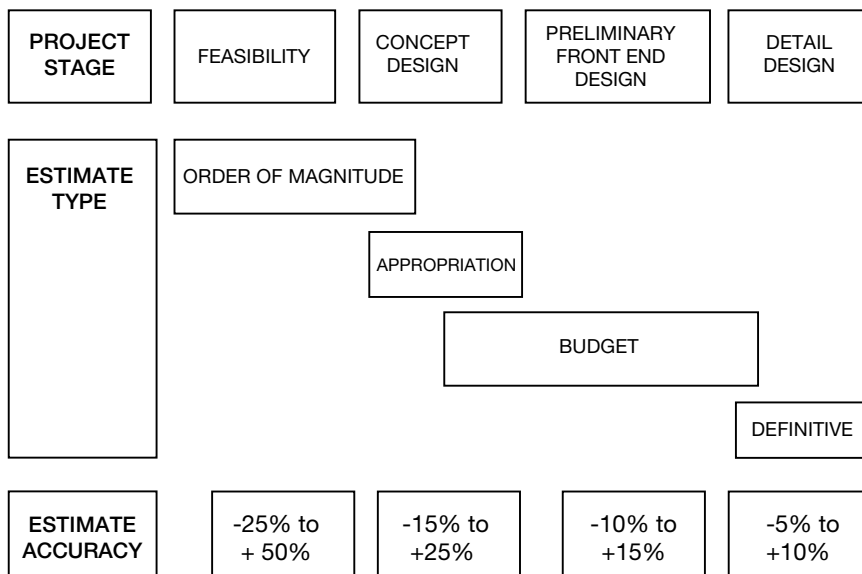 PROJECT
STAGE
FEASIBILITY
CONCEPT
DESIGN
PRELIMINARY
FRONT END
DESIGN
DETAIL
DESIGN
ESTIMATE
TYPE
ORDER OF MAGNITUDE
APPROPRIATION
BUDGET
DEFINITIVE
ESTIMATE
ACCURACY
-25% to
+ 50%
-15% to
+25%
-10% to
+15%
-5% to
+10%